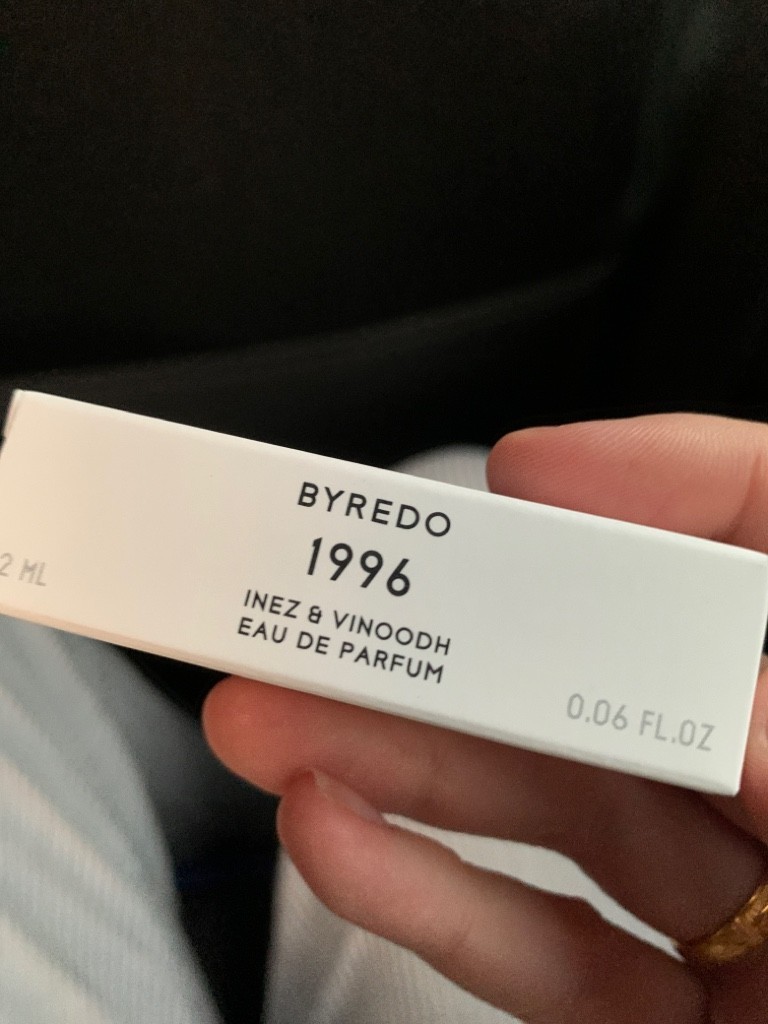 BYREDO
1996
INEZ & VINOODH
EAU DE PARFUM
2 ML
0.06 FL.OZ